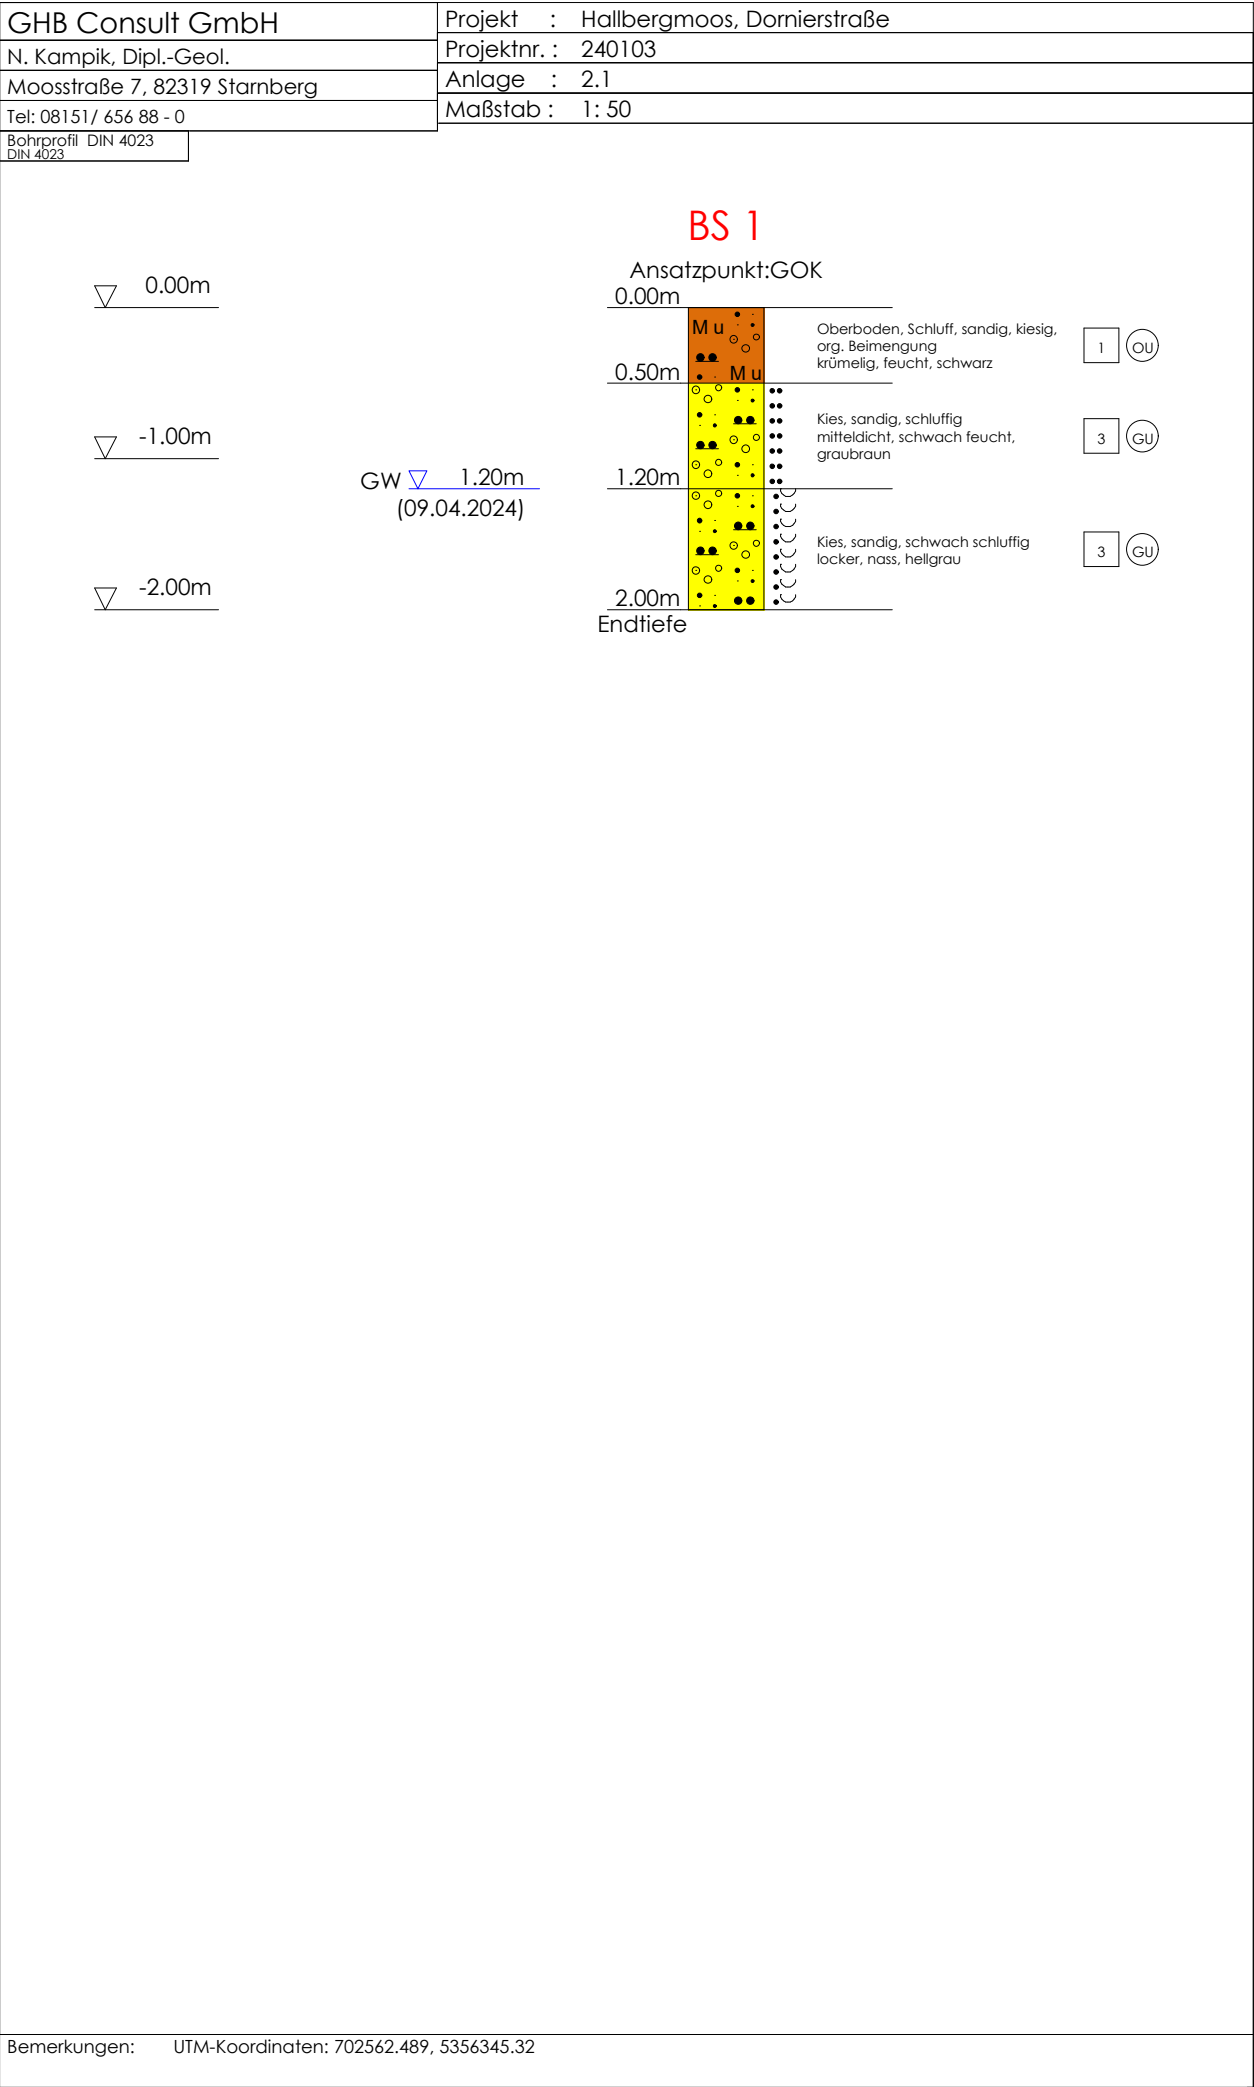 GHB Consult GmbH
N. Kampik, Dipl.-Geol.
Moosstraße 7, 82319 Starnberg
Tel: 08151/ 656 88 - 0
Projekt : Hallbergmoos, Dornierstraße
Projektnr. : 240103
Anlage : 2.1
Maßstab : 1: 50
Bohrprofil DIN 4023
DIN 4023
BS 1
Ansatzpunkt:GOK
0.00m
0.00m
Mu
Mu
Oberboden, Schluff, sandig, kiesig,
org. Beimengung
krümelig, feucht, schwarz
1 OU
0.50m
Kies, sandig, schluffig
mitteldicht, schwach feucht,
graubraun
3 GU
-1.00m
GW 1.20m
(09.04.2024)
1.20m
Kies, sandig, schwach schluffig
locker, nass, hellgrau
3 GU
-2.00m
2.00m
Endtiefe
Bemerkungen: UTM-Koordinaten: 702562.489, 5356345.32